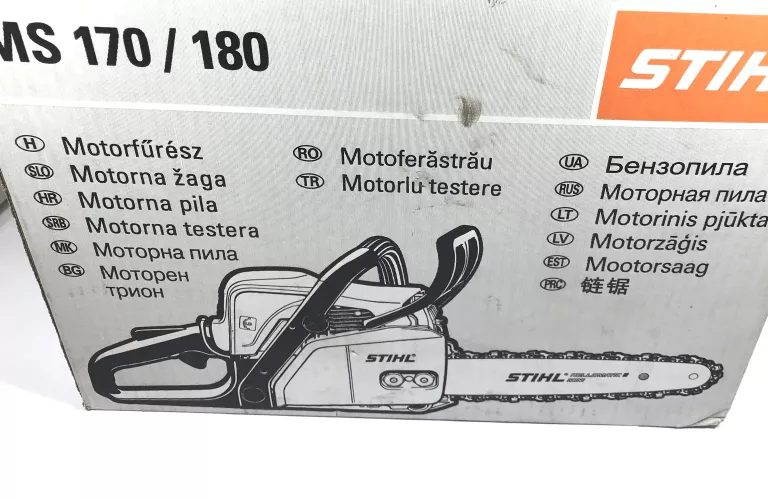 MS 170 / 180
STIH
H Motorfűrész
SLO Motorna žaga
HR Motorna pila
SRB Motorna testera
MK Моторна пила
BG Моторен
трион
RO Motoferăstrău
TR Motorlu testere
UA Бензопила
RUS Моторная пила
LT Motorinis pjūkla
LV Motorzāģis
EST Mootorsaag
PRC 链锯
STIHL
STIHL ROLLOMATIC E